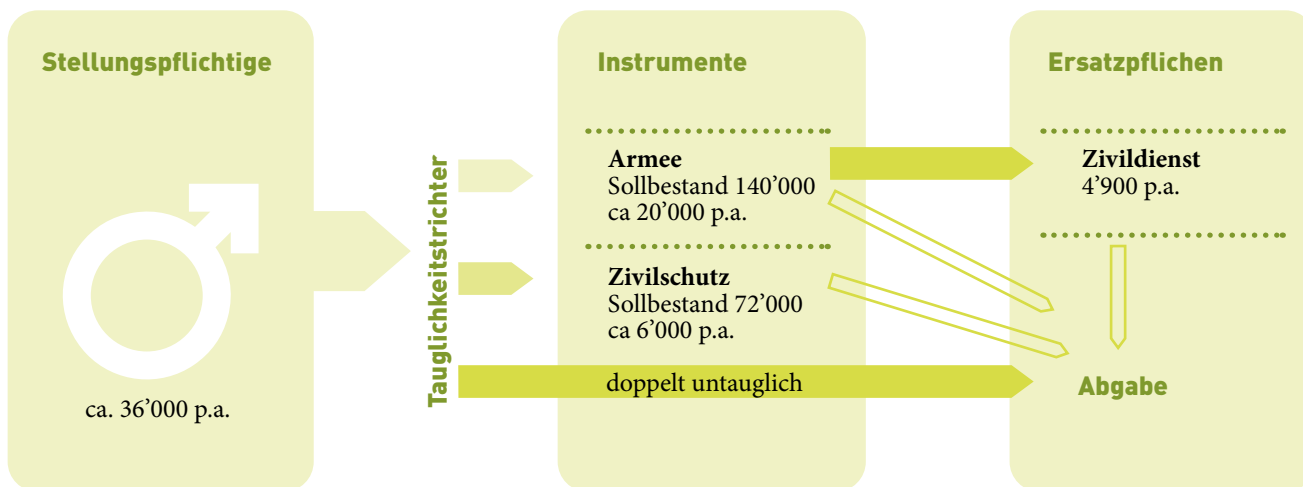 Stellungspflichtige
ca. 36’000 p.a.
Tauglichkeitstrichter
Instrumente
Armee
Sollbestand 140’000
ca 20’000 p.a.
Zivilschutz
Sollbestand 72’000
ca 6’000 p.a.
doppelt untauglich
Ersatzpflichen
Zivildienst
4’900 p.a.
Abgabe